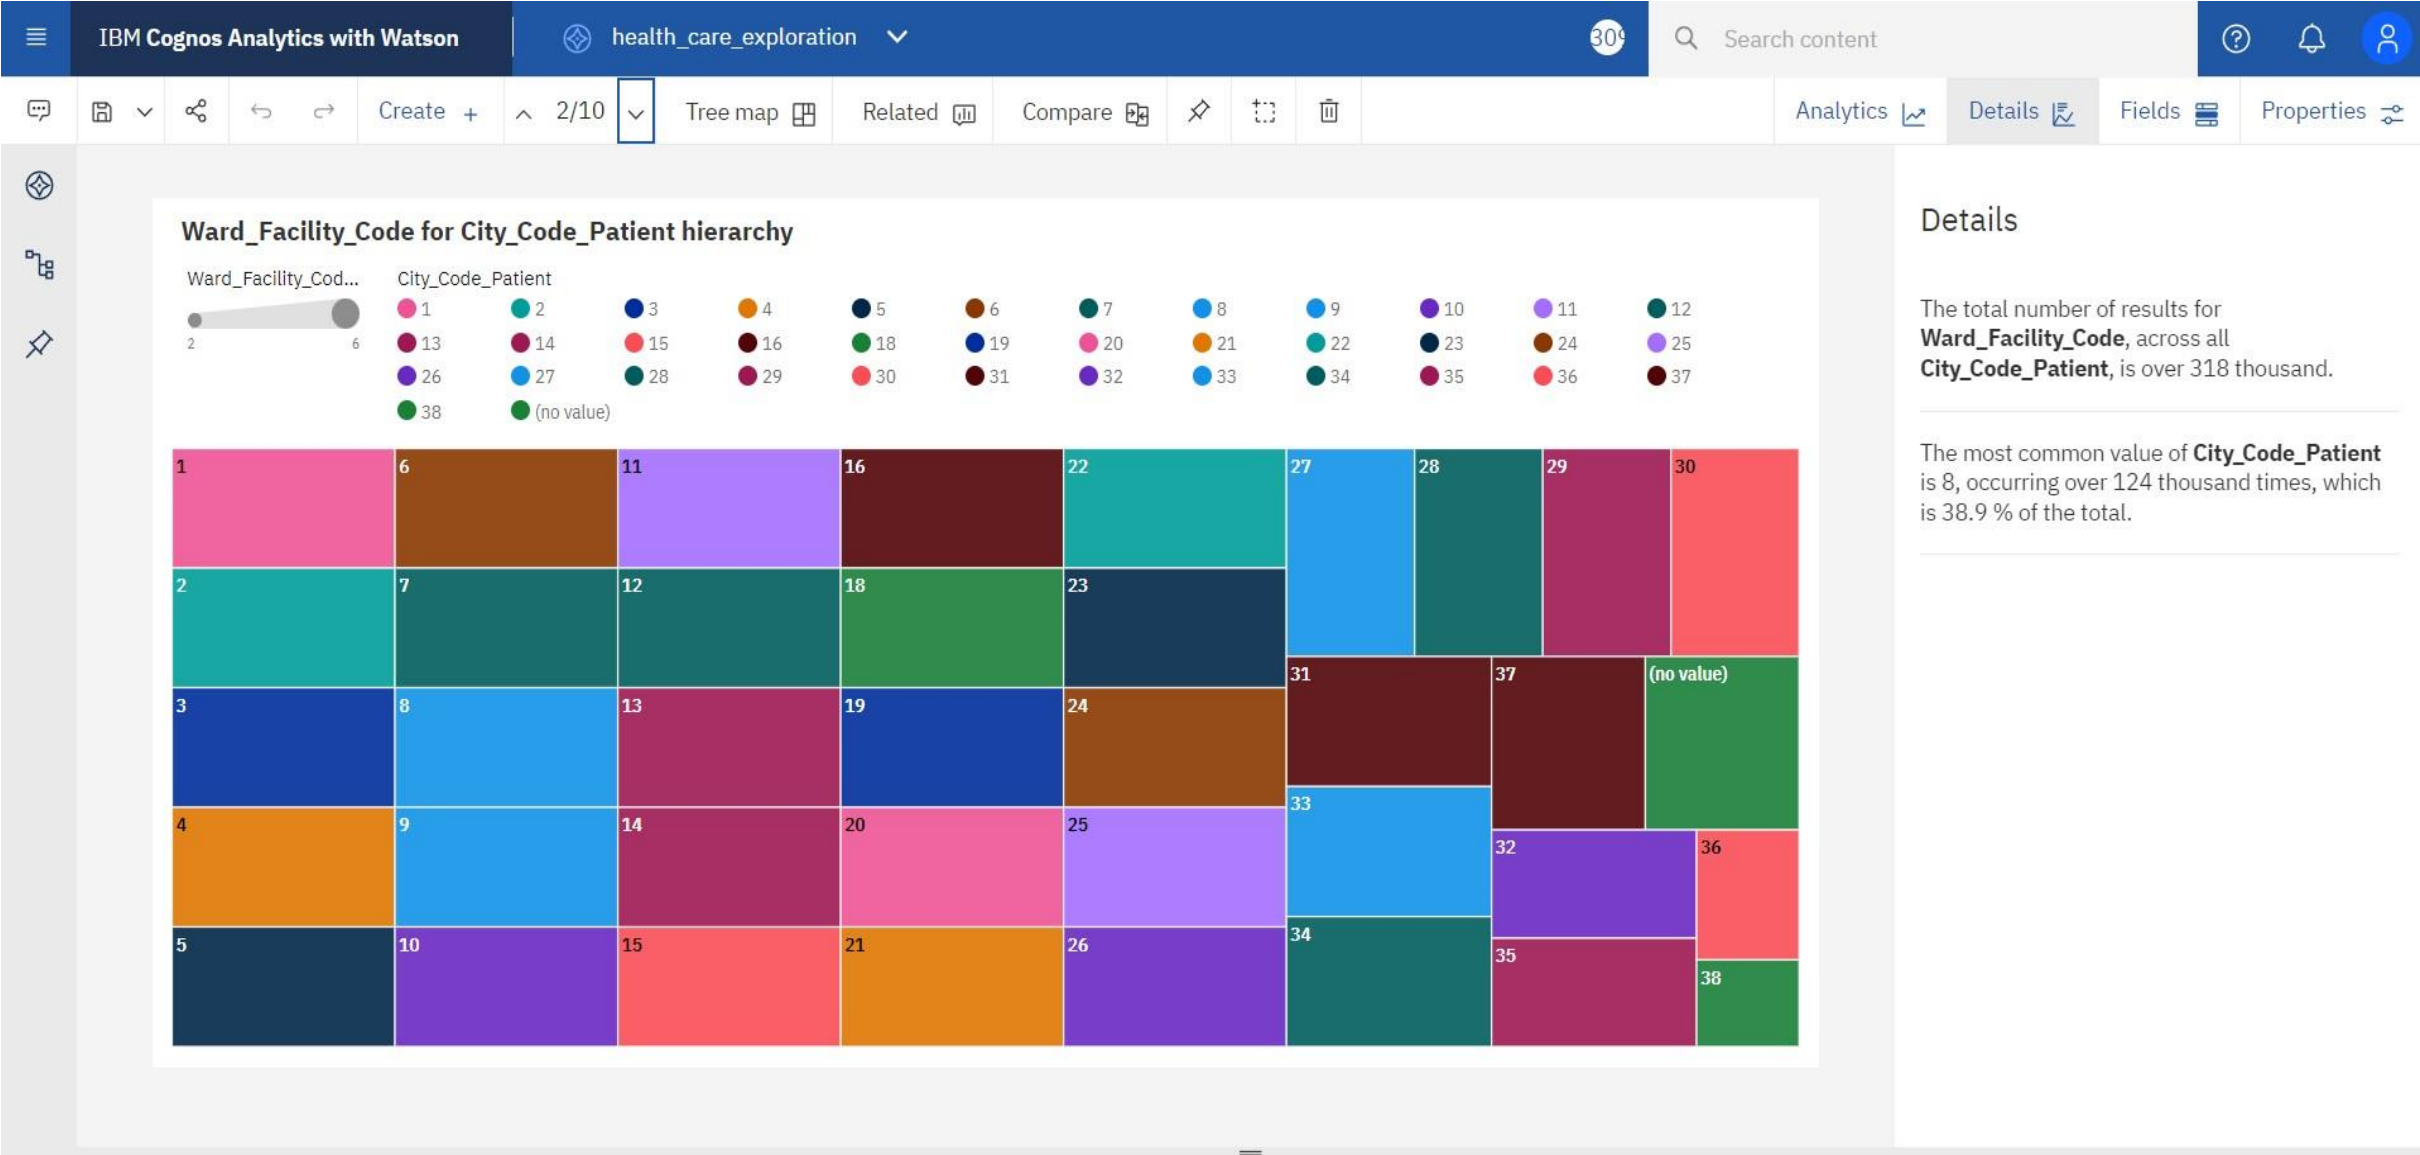 IBM Cognos Analytics with Watson
health_care_exploration
Search content
Create +
2/10
Tree map
Related
Compare
Analytics
Details
Fields
Properties
Ward_Facility_Code for City_Code_Patient hierarchy
Ward_Facility_Cod... City_Code_Patient
1 2 3 4 5 6 7 8 9 10 11 12
2 6 13 14 15 16 18 19 20 21 22 23 24 25
26 27 28 29 30 31 32 33 34 35 36 37
38 (no value)
1 6 11 16 22 27 28 29 30
2 7 12 18 23
31 37 (no value)
3 8 13 19 24
33
4 9 14 20 25
32 36
34
5 10 15 21 26
35
38
Details
The total number of results for
Ward_Facility_Code, across all
City_Code_Patient, is over 318 thousand.
The most common value of City_Code_Patient
is 8, occurring over 124 thousand times, which
is 38.9 % of the total.